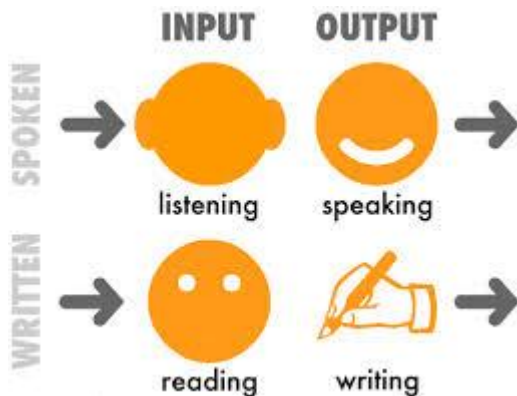 INPUT OUTPUT
SPOKEN
listening speaking
WRITTEN
reading writing